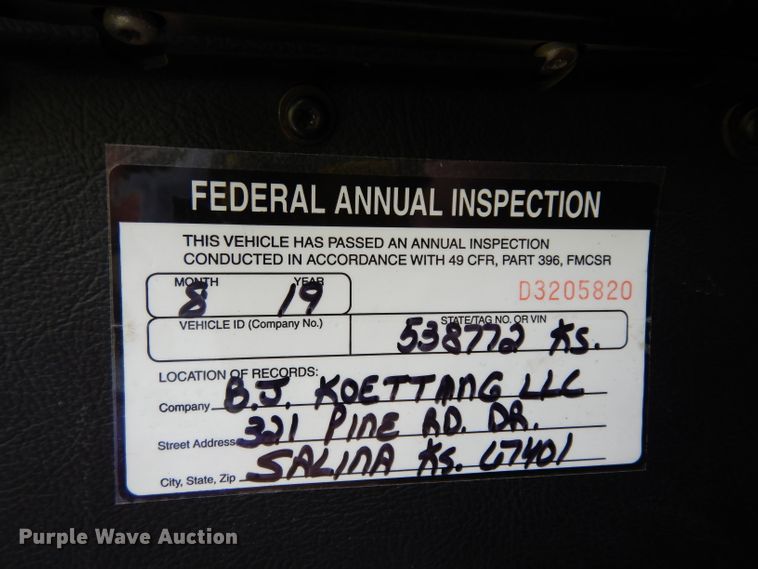 FEDERAL ANNUAL INSPECTION
THIS VEHICLE HAS PASSED AN ANNUAL INSPECTION
CONDUCTED IN ACCORDANCE WITH 49 CFR, PART 396, FMCSR
MONTH YEAR
8 19
D3205820
VEHICLE ID (Company No.)
STATE/TAG NO. OR VIN
538772 KS.
LOCATION OF RECORDS:
Company B.J. KOETTANG LLC
Street Address 321 PINE RD. DR.
City, State, Zip SALINA KS. 67401
Purple Wave Auction